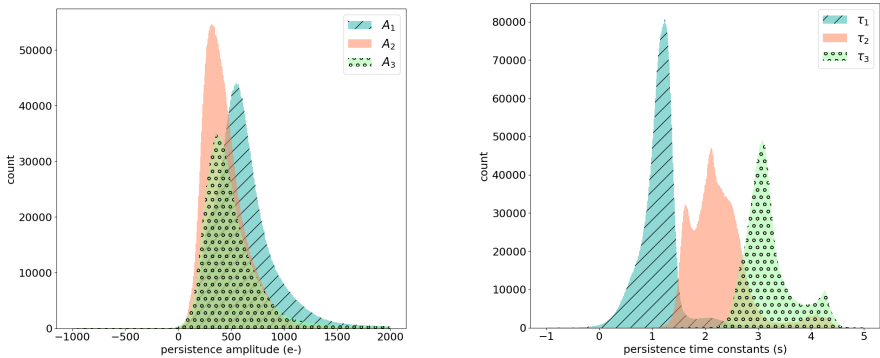 A1
A2
A3
50000
40000
30000
20000
10000
0
count
−1000
−500
0
500
1000
1500
2000
persistence amplitude (e-)
τ1
τ2
τ3
80000
70000
60000
50000
40000
30000
20000
10000
0
count
−1
0
1
2
3
4
5
persistence time constants (s)